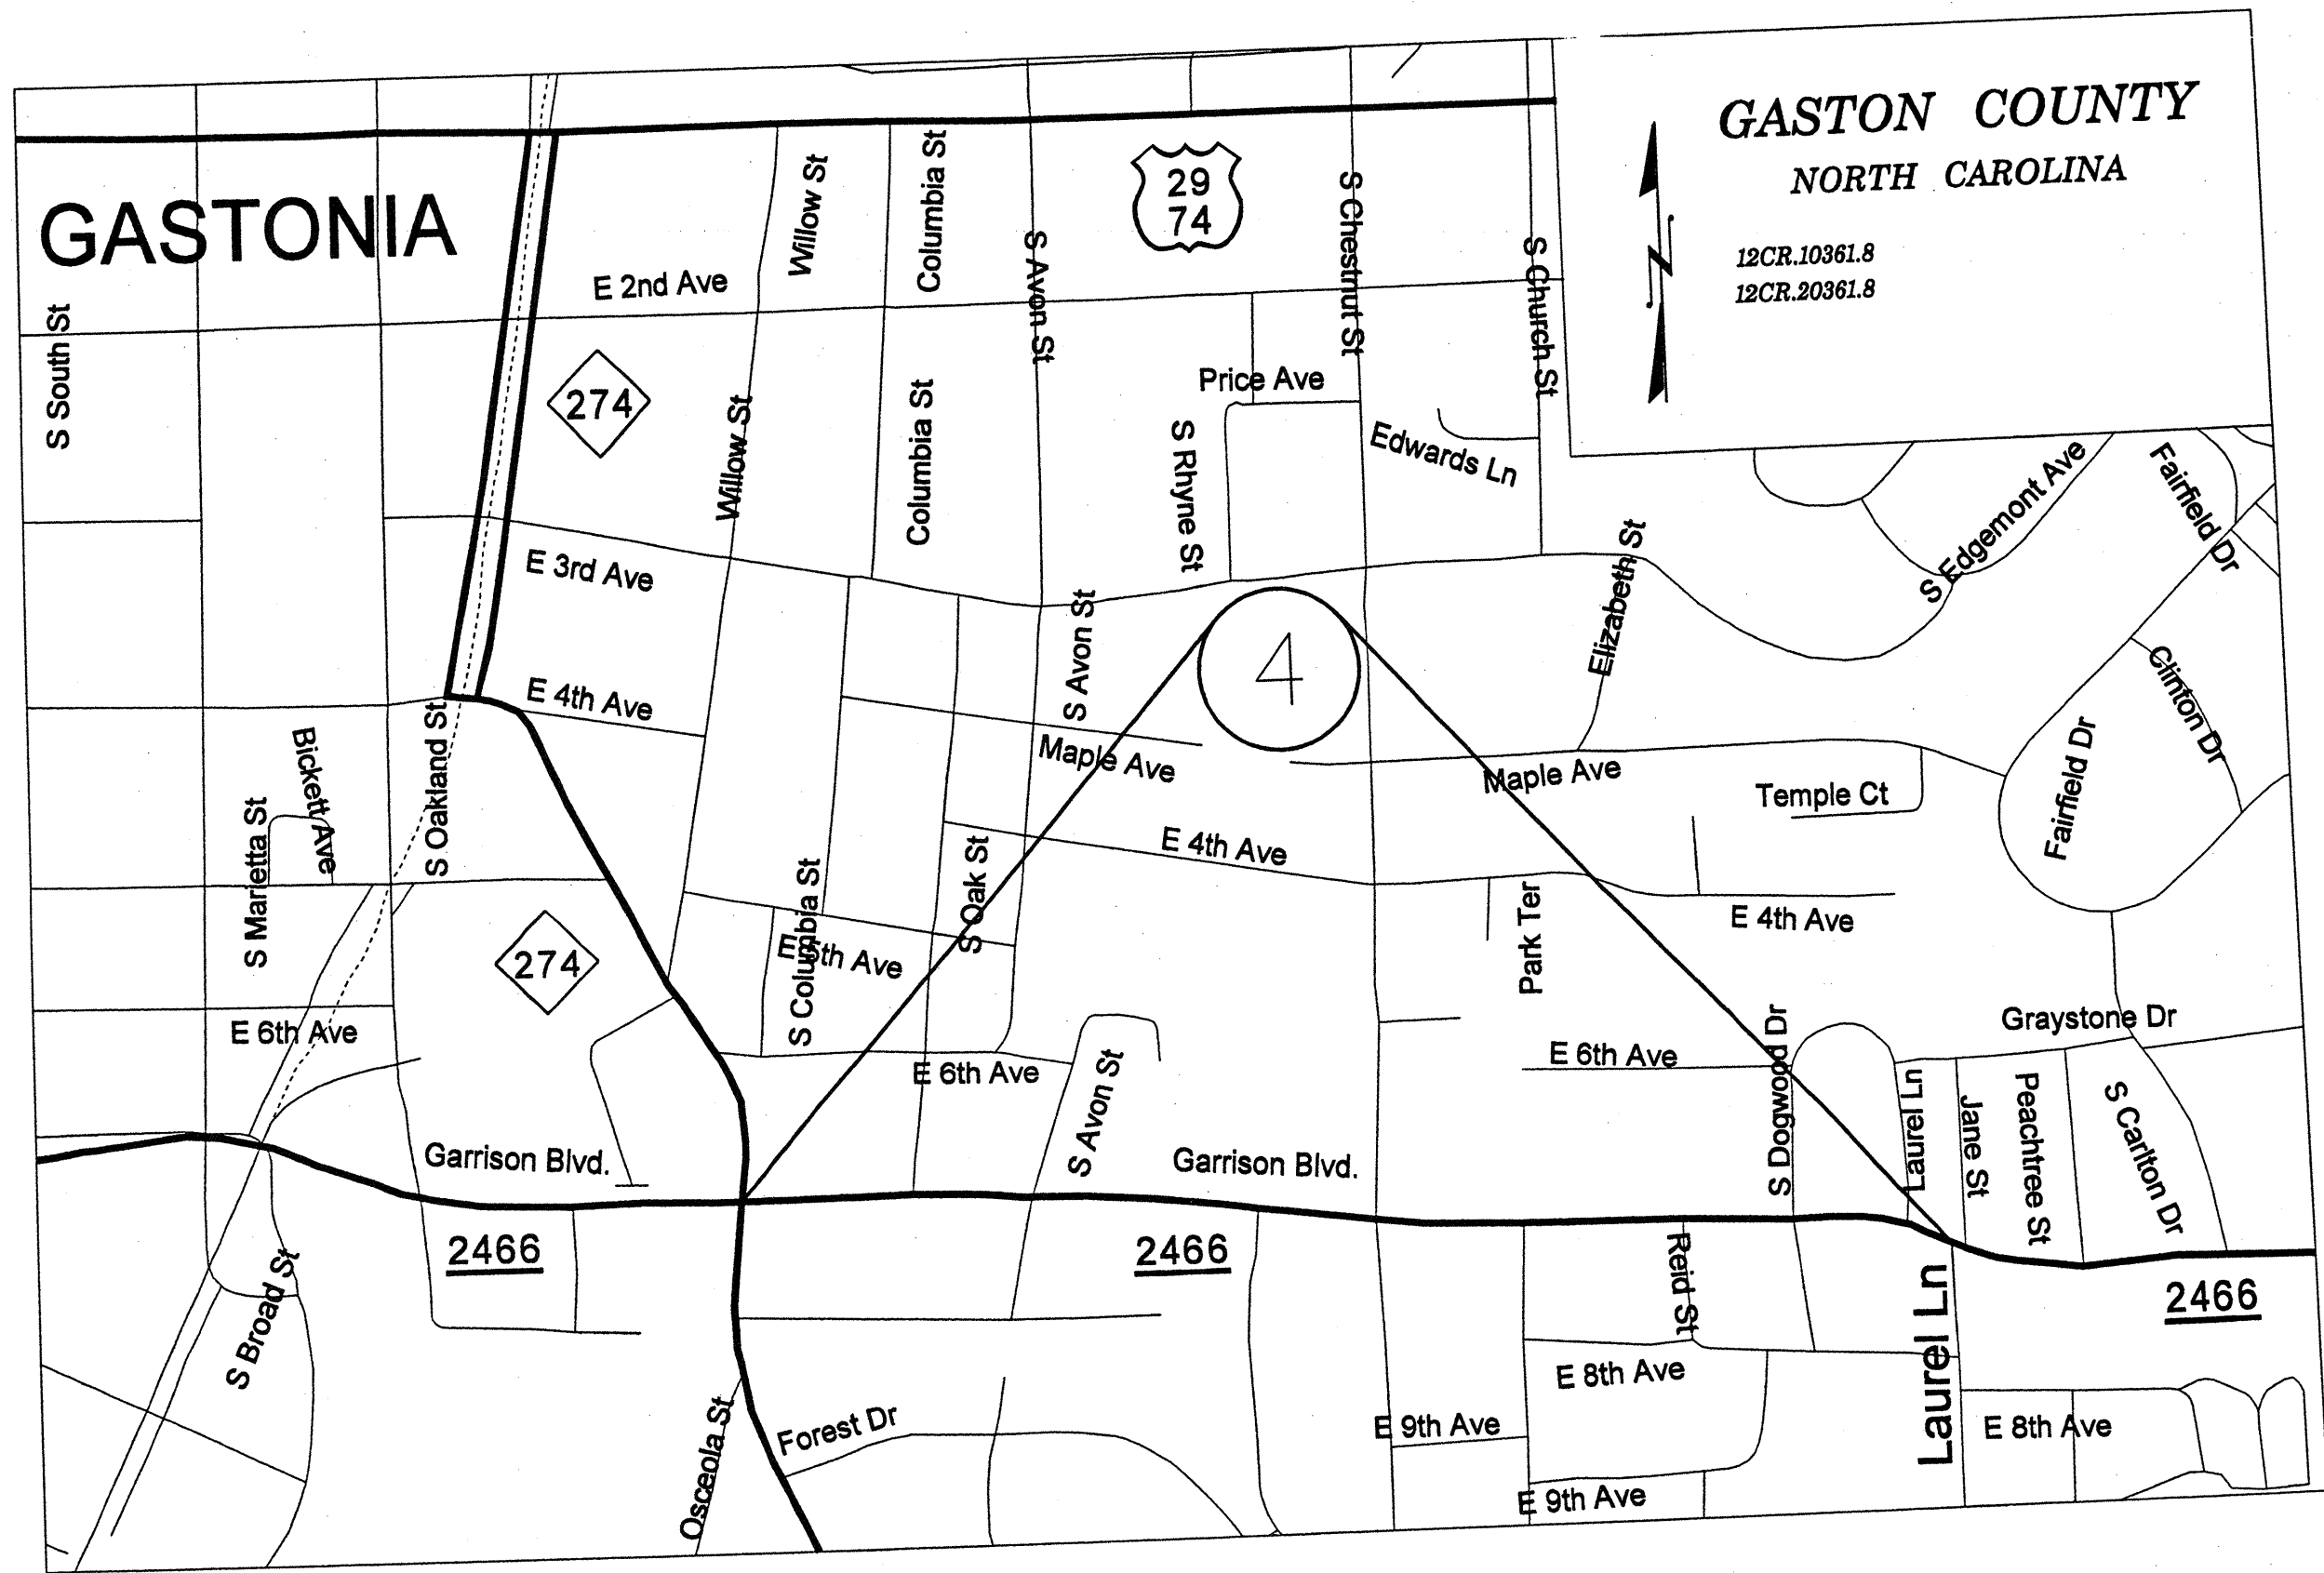 GASTON COUNTY
NORTH CAROLINA
12CR.10361.8
12CR.20361.8
N
GASTONIA
29
74
Willow St
Columbia St
S Avon St
S Chestnut St
S Church St
E 2nd Ave
S South St
274
Price Ave
Willow St
Columbia St
S Rhyne St
Edwards Ln
S Edgemont Ave
Fairfield Dr
E 3rd Ave
Elizabeth St
S Avon St
4
E 4th Ave
Clinton Dr
Bickett Ave
S Oakland St
Maple Ave
Maple Ave
Temple Ct
Fairfield Dr
S Marietta St
E 4th Ave
S Oak St
S Columbia St
E 5th Ave
Park Ter
E 4th Ave
274
E 6th Ave
Graystone Dr
E 6th Ave
E 6th Ave
S Avon St
S Dogwood Dr
Laurel Ln
Jane St
Peachtree St
S Carlton Dr
Garrison Blvd.
Garrison Blvd.
2466
2466
Reid St
2466
S Broad St
Laurel Ln
E 8th Ave
E 8th Ave
Osceola St
Forest Dr
E 9th Ave
E 9th Ave